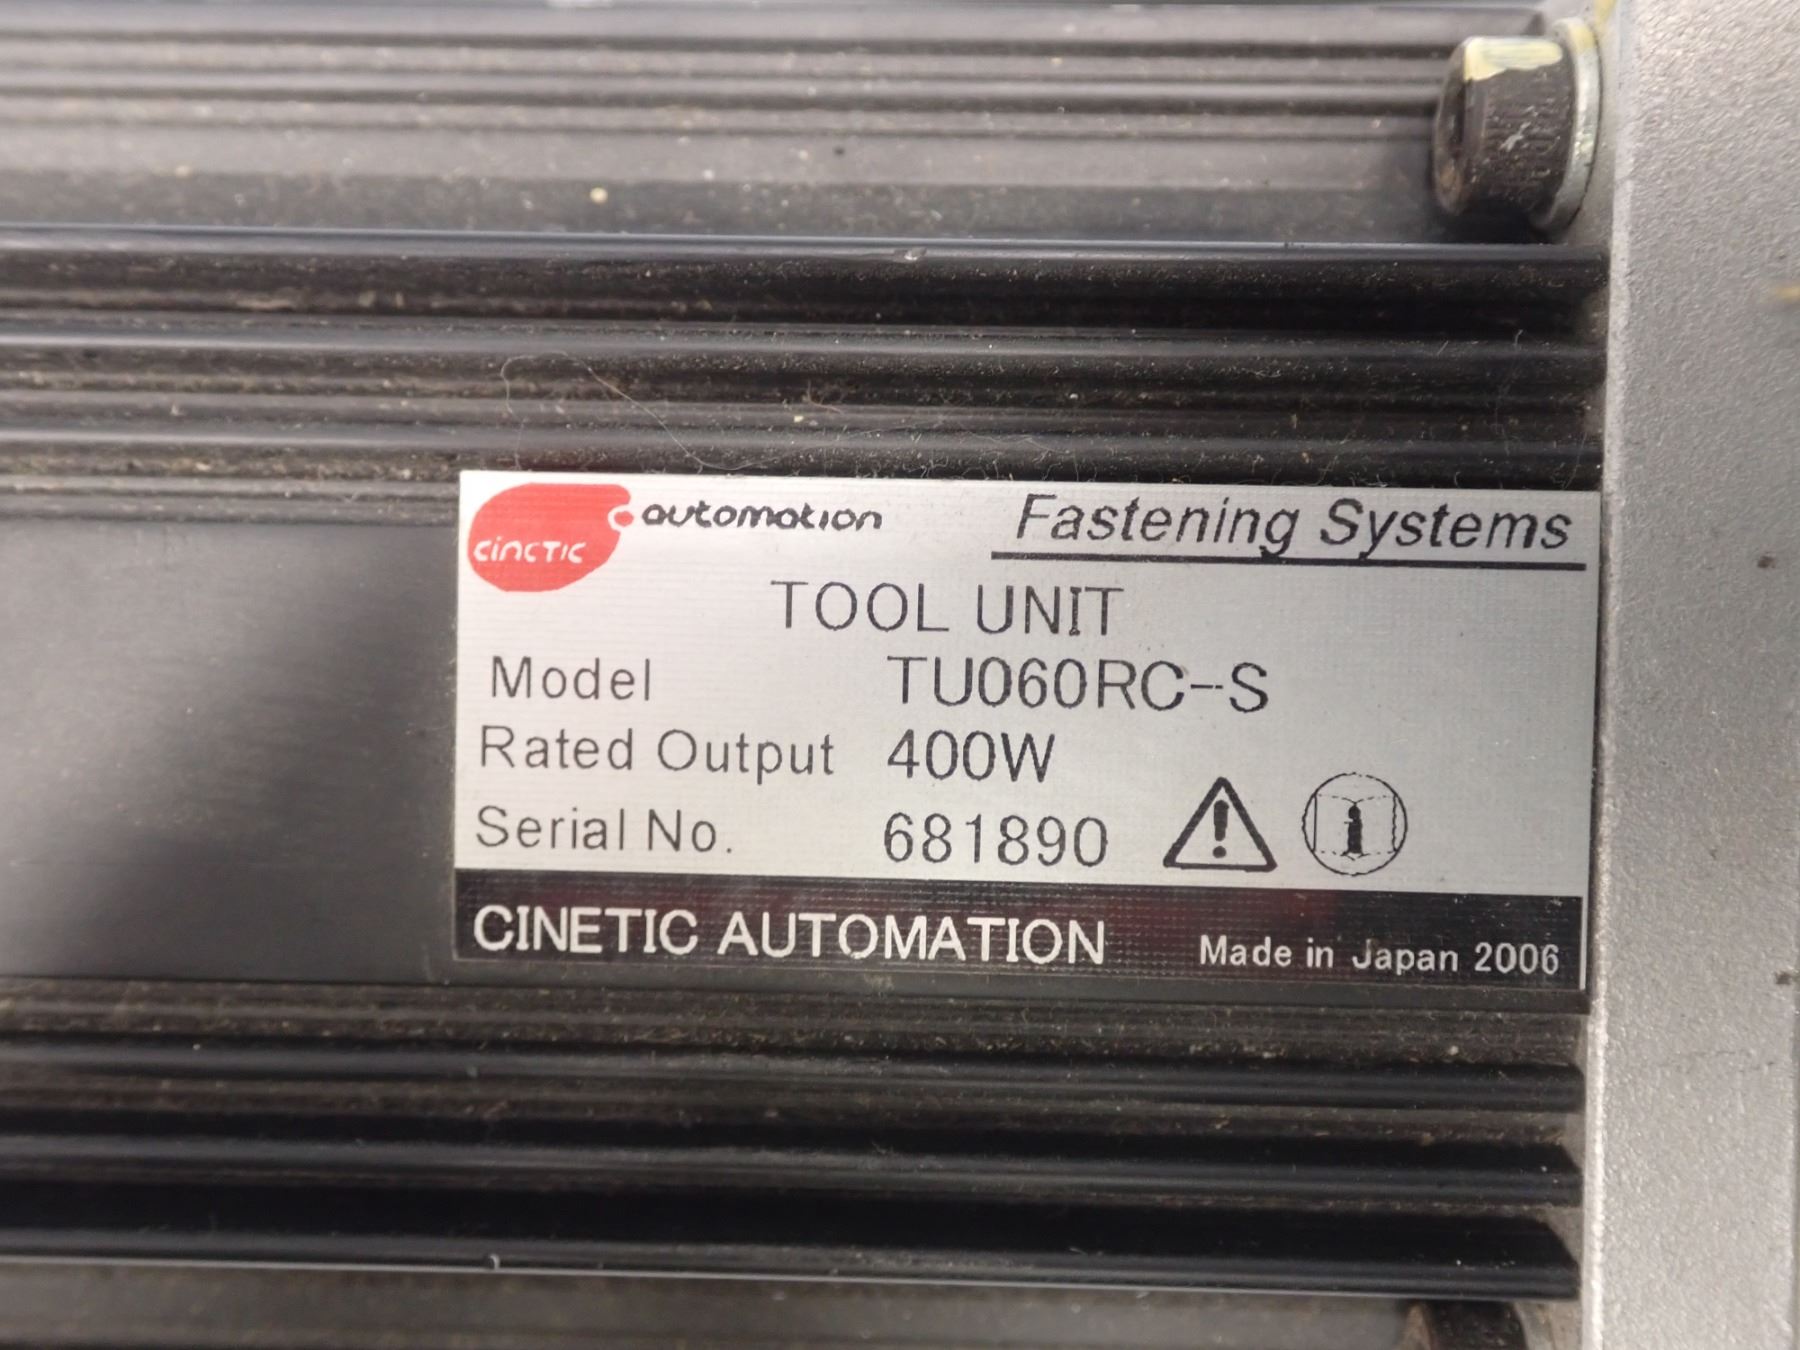 cinetic automation Fastening Systems
TOOL UNIT
Model TU060RC-S
Rated Output 400W
Serial No. 681890
CINETIC AUTOMATION Made in Japan 2006